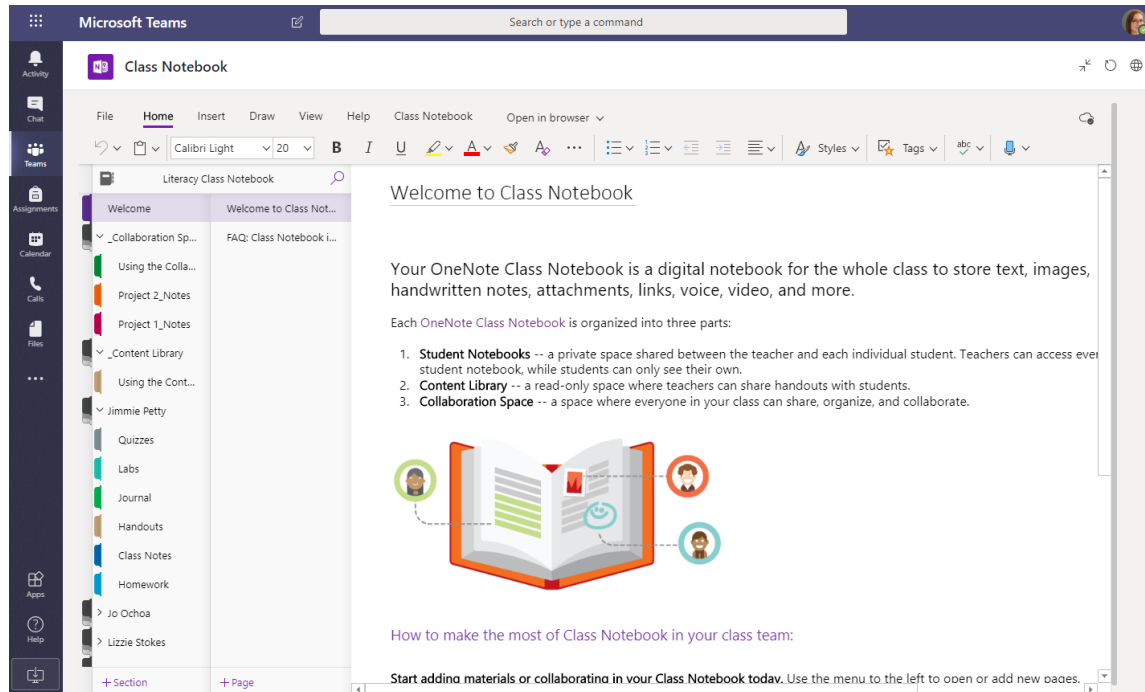 Microsoft Teams
Search or type a command
Activity
Chat
Teams
Assignments
Calendar
Calls
Files
Apps
Help
Class Notebook
File Home Insert Draw View Help Class Notebook Open in browser
Calibri Light 20 B I U A A Styles Tags abc
Literacy Class Notebook
Welcome
_Collaboration Sp...
Using the Colla...
Project 2_Notes
Project 1_Notes
_Content Library
Using the Cont...
Jimmie Petty
Quizzes
Labs
Journal
Handouts
Class Notes
Homework
Jo Ochoa
Lizzie Stokes
+ Section
Welcome to Class Not...
FAQ: Class Notebook i...
+ Page
Welcome to Class Notebook
Your OneNote Class Notebook is a digital notebook for the whole class to store text, images,
handwritten notes, attachments, links, voice, video, and more.
Each OneNote Class Notebook is organized into three parts:
1. Student Notebooks -- a private space shared between the teacher and each individual student. Teachers can access ever
student notebook, while students can only see their own.
2. Content Library -- a read-only space where teachers can share handouts with students.
3. Collaboration Space -- a space where everyone in your class can share, organize, and collaborate.
How to make the most of Class Notebook in your class team:
Start adding materials or collaborating in your Class Notebook today. Use the menu to the left to open or add new pages.